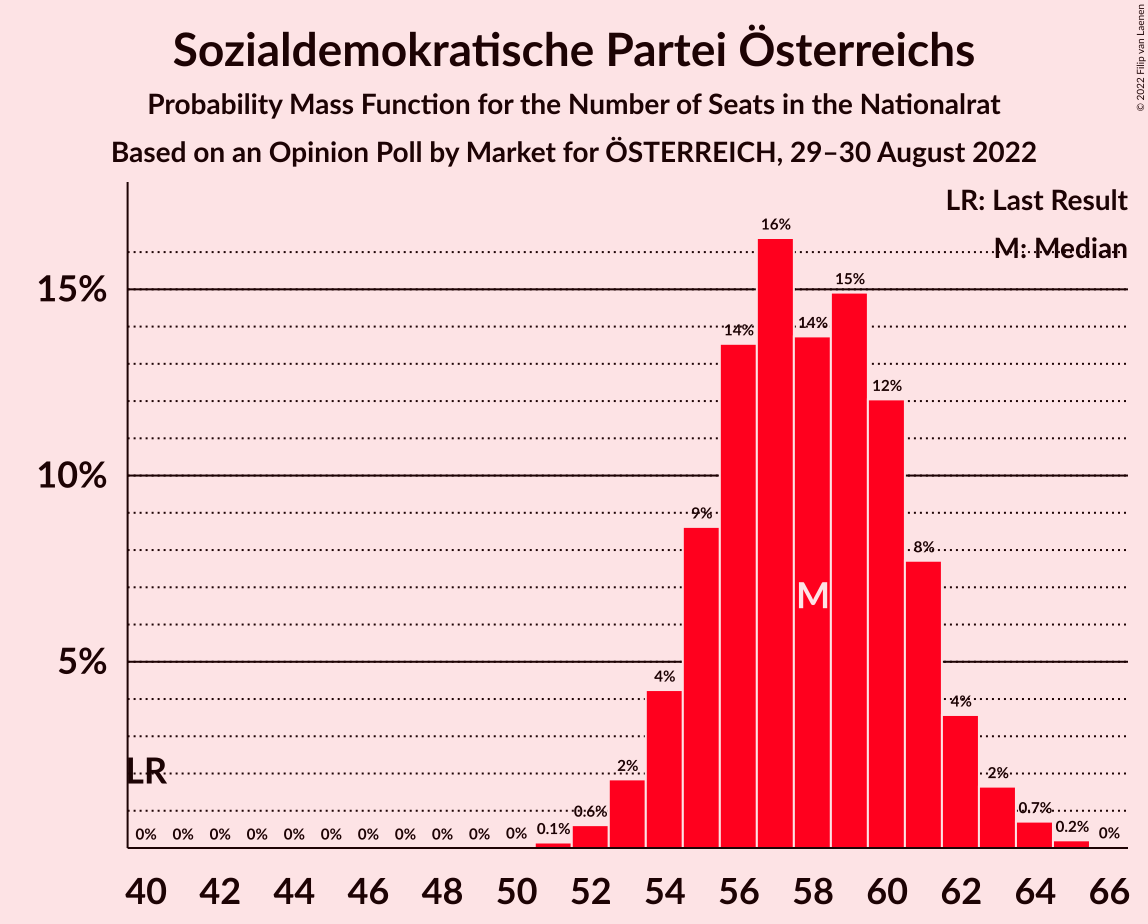 Sozialdemokratische Partei Österreichs
Probability Mass Function for the Number of Seats in the Nationalrat
Based on an Opinion Poll by Market for ÖSTERREICH, 29–30 August 2022
© 2022 Filip van Laenen
LR: Last Result
M: Median
15%
10%
5%
16%
15%
14%
14%
12%
9%
8%
M
4%
4%
LR
2%
2%
0.6%
0.7%
0% 0% 0% 0% 0% 0% 0% 0% 0% 0% 0% 0.1% 0.2% 0%
40 42 44 46 48 50 52 54 56 58 60 62 64 66